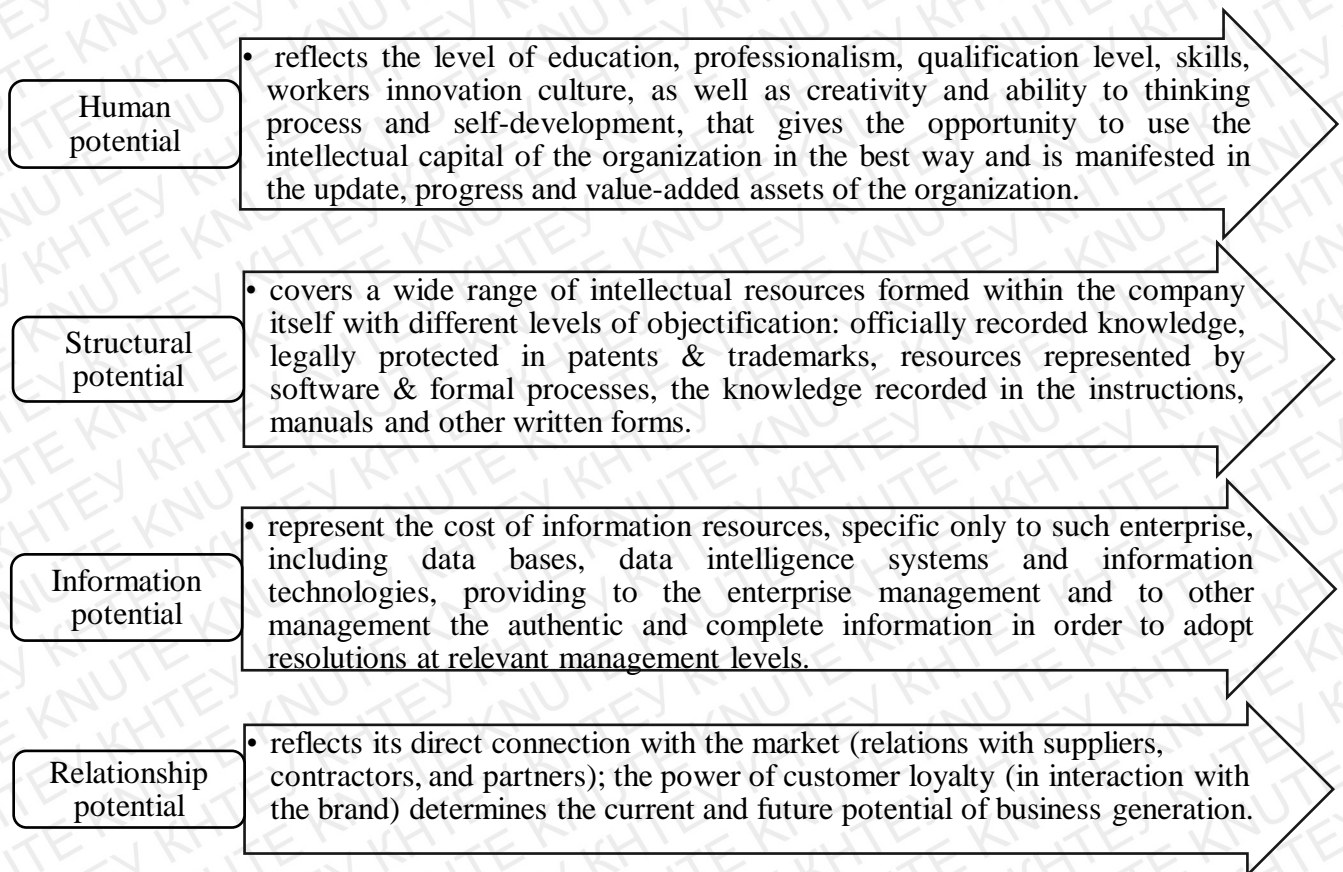 Human
potential
• reflects the level of education, professionalism, qualification level, skills,
workers innovation culture, as well as creativity and ability to thinking
process and self-development, that gives the opportunity to use the
intellectual capital of the organization in the best way and is manifested in
the update, progress and value-added assets of the organization.
Structural
potential
• covers a wide range of intellectual resources formed within the company
itself with different levels of objectification: officially recorded knowledge,
legally protected in patents & trademarks, resources represented by
software & formal processes, the knowledge recorded in the instructions,
manuals and other written forms.
Information
potential
• represent the cost of information resources, specific only to such enterprise,
including data bases, data intelligence systems and information
technologies, providing to the enterprise management and to other
management the authentic and complete information in order to adopt
resolutions at relevant management levels.
Relationship
potential
• reflects its direct connection with the market (relations with suppliers,
contractors, and partners); the power of customer loyalty (in interaction with
the brand) determines the current and future potential of business generation.